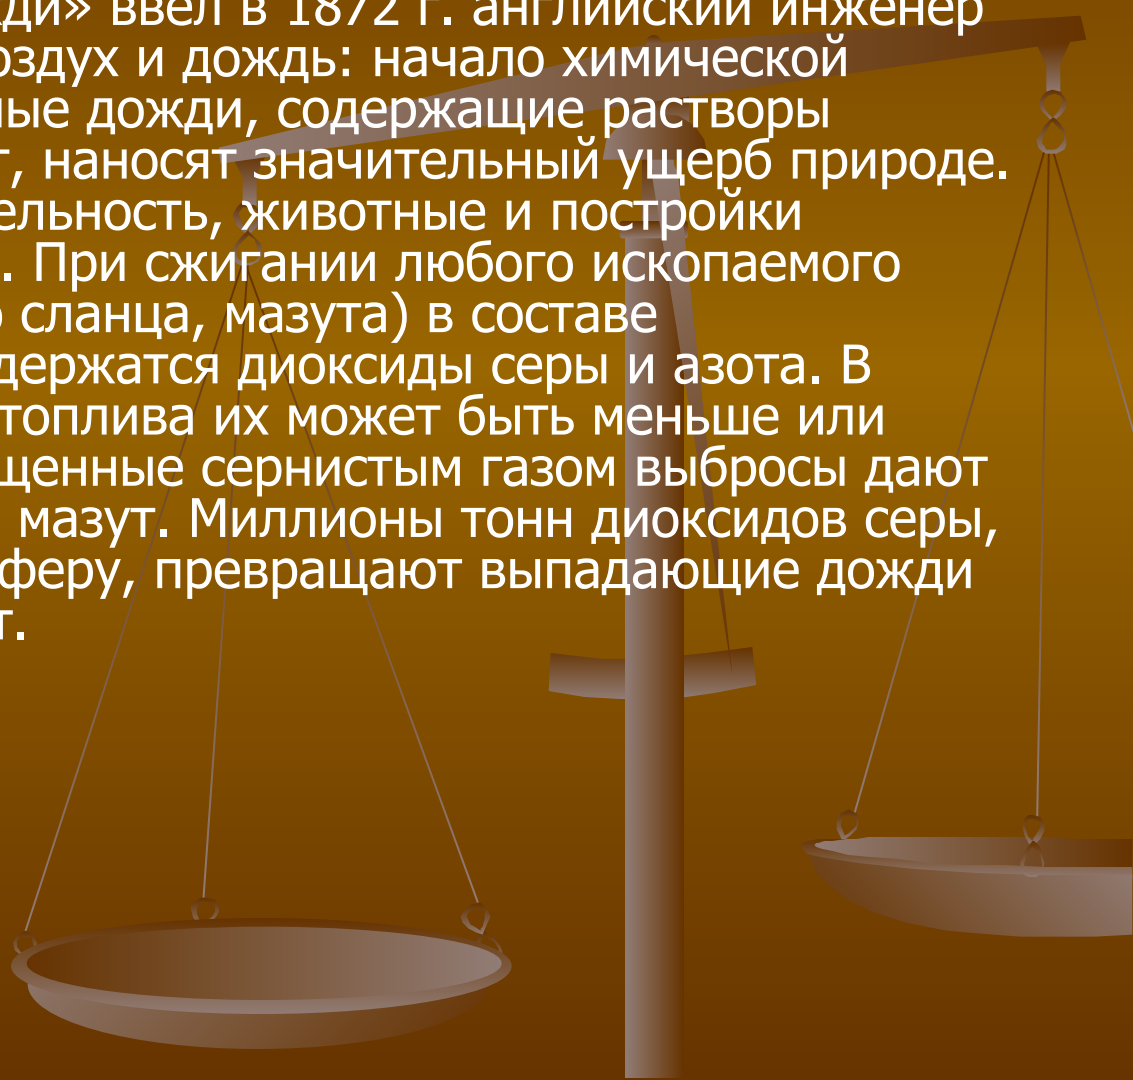 ди» ввел в 1872 г. английский инженер
оздух и дождь: начало химической
ные дожди, содержащие растворы
т, наносят значительный ущерб природе.
ельность, животные и постройки
. При сжигании любого ископаемого
о сланца, мазута) в составе
держатся диоксиды серы и азота. В
топлива их может быть меньше или
щенные сернистым газом выбросы дают
мазут. Миллионы тонн диоксидов серы,
феру, превращают выпадающие дожди
т.